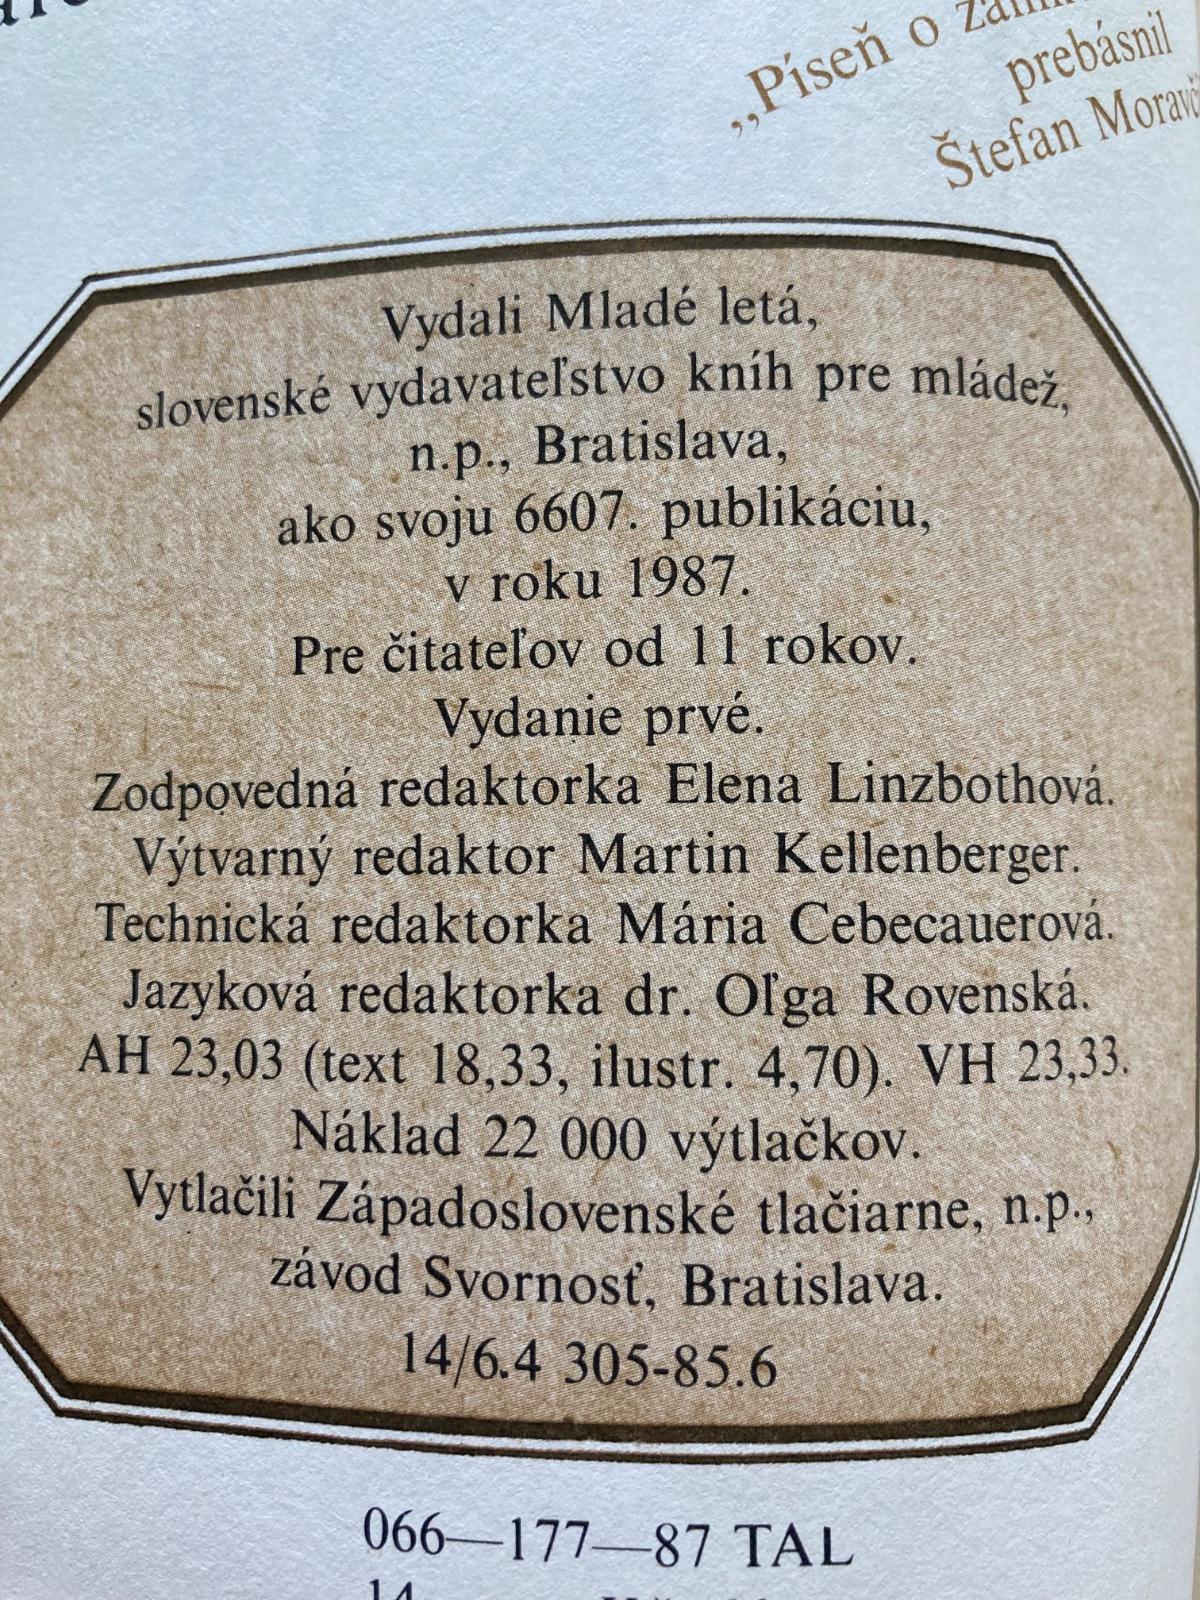 „Píseň o
prebásnil
Štefan
Vydali Mladé letá,
slovenské vydavateľstvo kníh pre mládež,
n.p., Bratislava,
ako svoju 6607. publikáciu,
v roku 1987.
Pre čitateľov od 11 rokov.
Vydanie prvé.
Zodpovedná redaktorka Elena Linzbothová.
Výtvarný redaktor Martin Kellenberger.
Technická redaktorka Mária Cebecauerová.
Jazyková redaktorka dr. Oľga Rovenská.
AH 23,03 (text 18,33, ilustr. 4,70). VH 23,33.
Náklad 22 000 výtlačkov.
Vytlačili Západoslovenské tlačiarne, n.p.,
závod Svornosť, Bratislava.
14/6.4 305-85.6
066—177—87 TAL
14